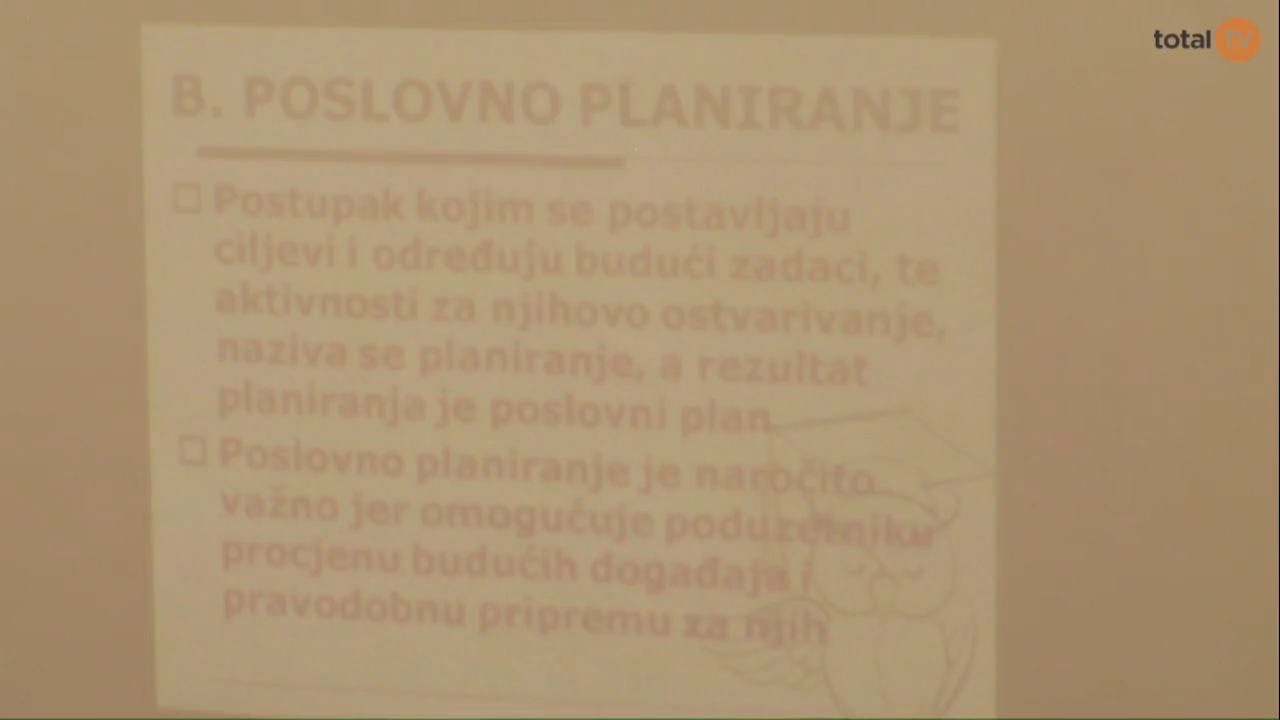 total TV
B. POSLOVNO PLANIRANJE
Postupak kojim se postavljaju
ciljevi i određuju budući zadaci, te
aktivnosti za njihovo ostvarivanje,
naziva se planiranje, a rezultat
planiranja je poslovni plan
Poslovno planiranje je naročito
važno jer omogućuje poduzetniku
procjenu budućih događaja i
pravodobnu pripremu za njih